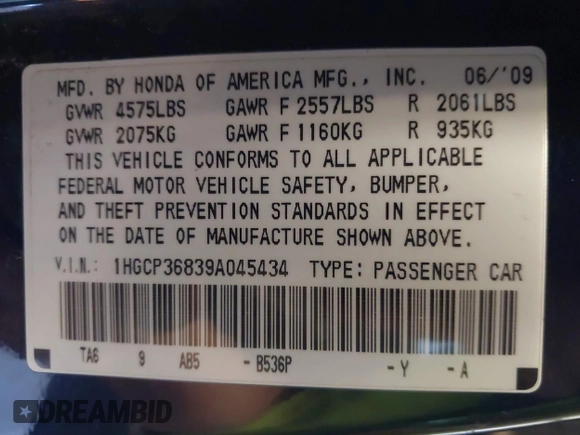 MFD. BY HONDA OF AMERICA MFG., INC. 06/'09
GVWR 4575LBS GAWR F 2557LBS R 2061LBS
GVWR 2075KG GAWR F 1160KG R 935KG
THIS VEHICLE CONFORMS TO ALL APPLICABLE
FEDERAL MOTOR VEHICLE SAFETY, BUMPER,
AND THEFT PREVENTION STANDARDS IN EFFECT
ON THE DATE OF MANUFACTURE SHOWN ABOVE.
V.I.N.: 1HGCP36839A045434 TYPE: PASSENGER CAR
TA6 9 AB5 - B536P - Y - A
DREAMBID